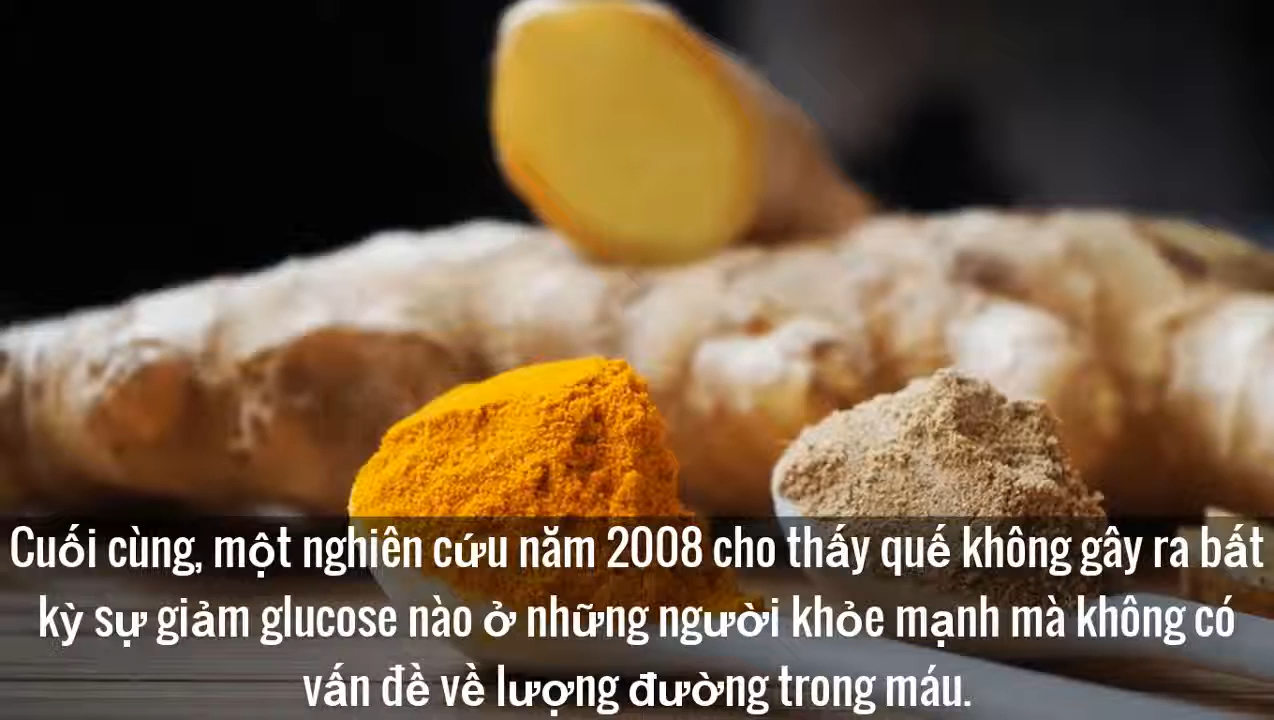 Cuối cùng, một nghiên cứu năm 2008 cho thấy quế không gây ra bất
kỳ sự giảm glucose nào ở những người khỏe mạnh mà không có
vấn đề về lượng đường trong máu.